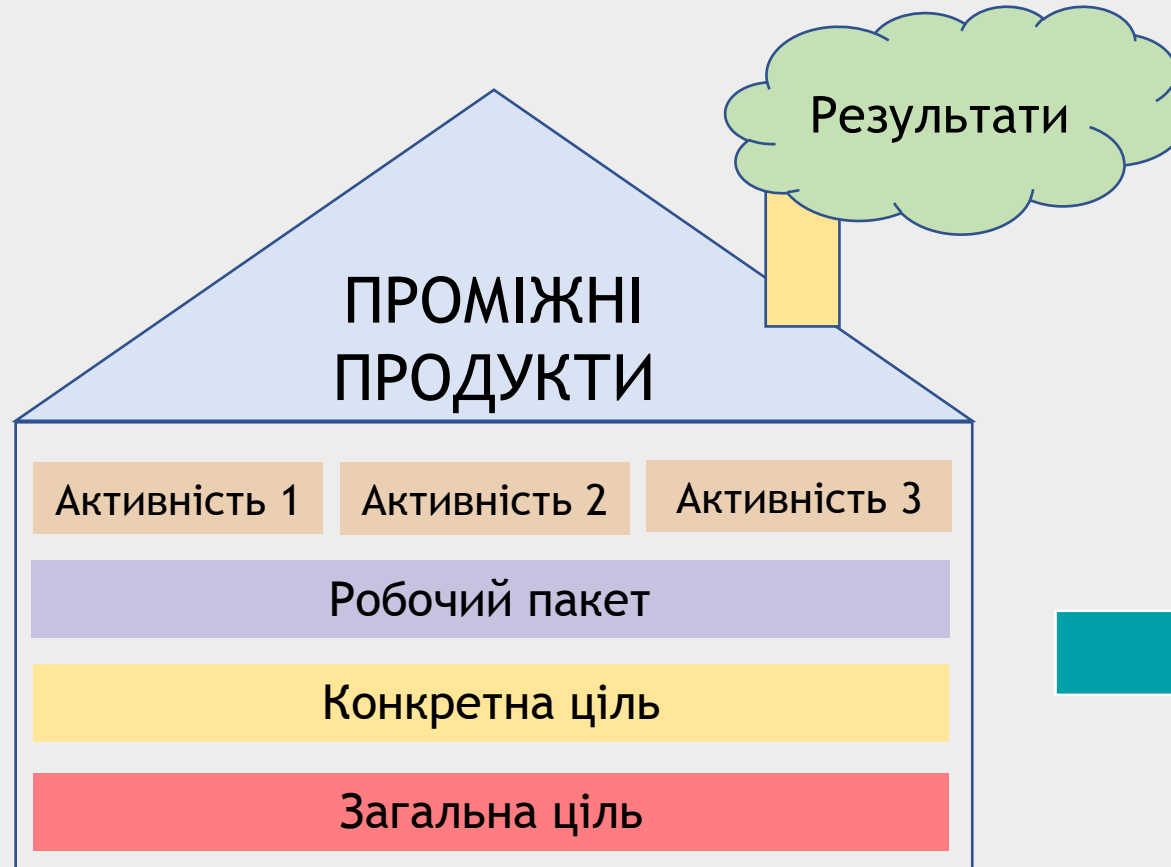 Результати
ПРОМІЖНІ
ПРОДУКТИ
Активність 1
Активність 2
Активність 3
Робочий пакет
Конкретна ціль
Загальна ціль